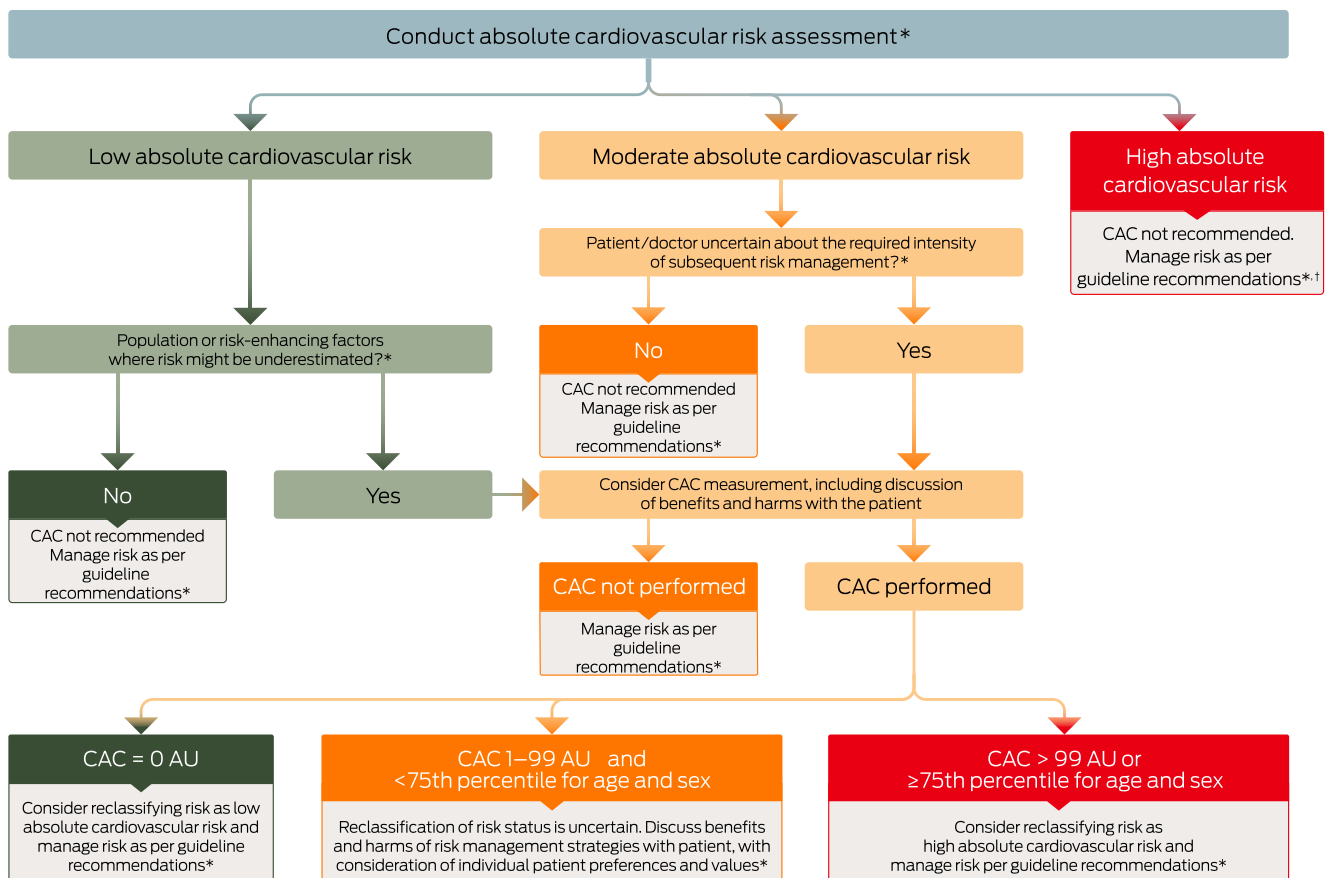 Conduct absolute cardiovascular risk assessment*
Low absolute cardiovascular risk
Moderate absolute cardiovascular risk
High absolute
cardiovascular risk
CAC not recommended.
Manage risk as per
guideline recommendations*,†
Patient/doctor uncertain about the required intensity
of subsequent risk management?*
Population or risk-enhancing factors
where risk might be underestimated?*
No
CAC not recommended
Manage risk as per
guideline
recommendations*
Yes
No
CAC not recommended
Manage risk as per
guideline
recommendations*
Yes
Consider CAC measurement, including discussion
of benefits and harms with the patient
CAC not performed
Manage risk as per
guideline
recommendations*
CAC performed
CAC = 0 AU
Consider reclassifying risk as low
absolute cardiovascular risk and
manage risk as per guideline
recommendations*
CAC 1–99 AU and
<75th percentile for age and sex
Reclassification of risk status is uncertain. Discuss benefits
and harms of risk management strategies with patient, with
consideration of individual patient preferences and values*
CAC > 99 AU or
≥75th percentile for age and sex
Consider reclassifying risk as
high absolute cardiovascular risk and
manage risk per guideline recommendations*